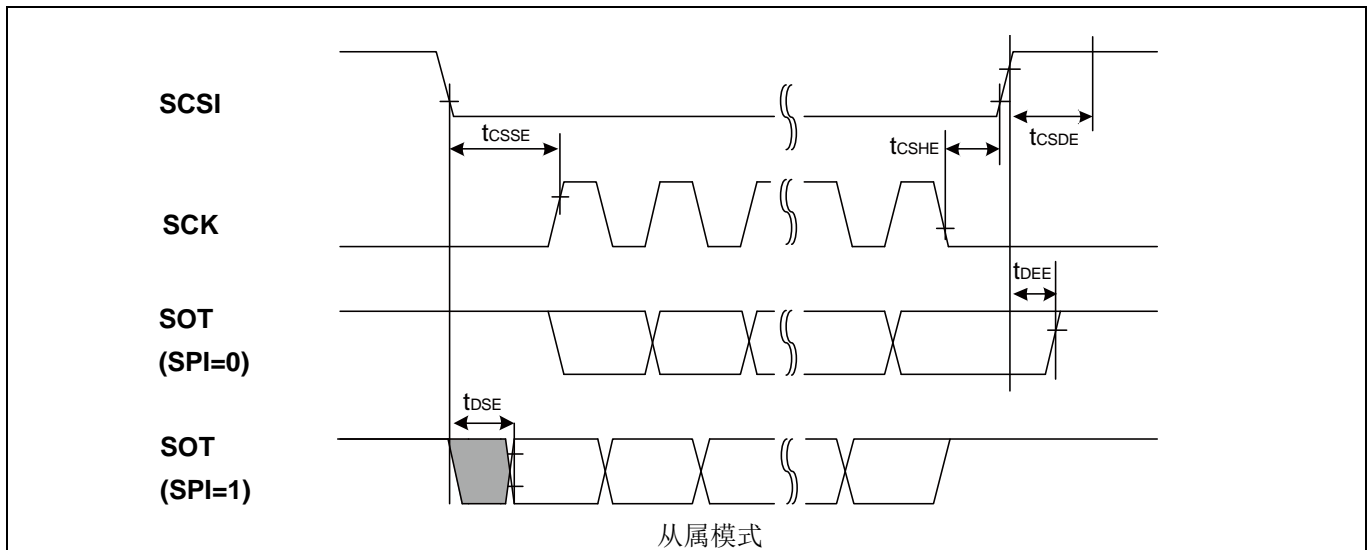 SCSI
tCSSE
tCSHE
tCSDE
SCK
tDEE
SOT
(SPI=0)
tDSE
SOT
(SPI=1)
从属模式